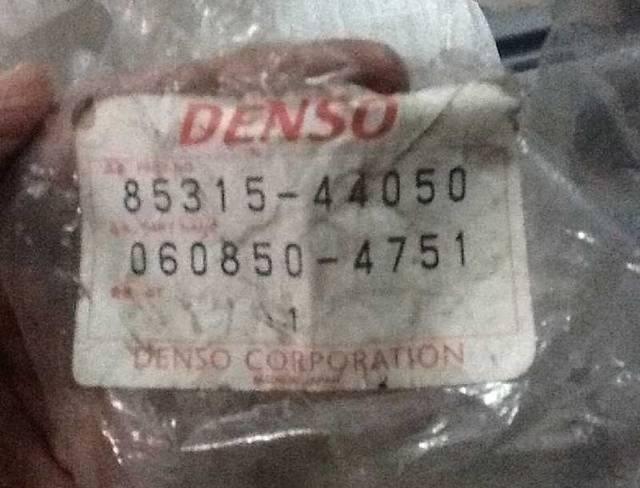 DENSO
85315-44050
060850-4751
1
DENSO CORPORATION